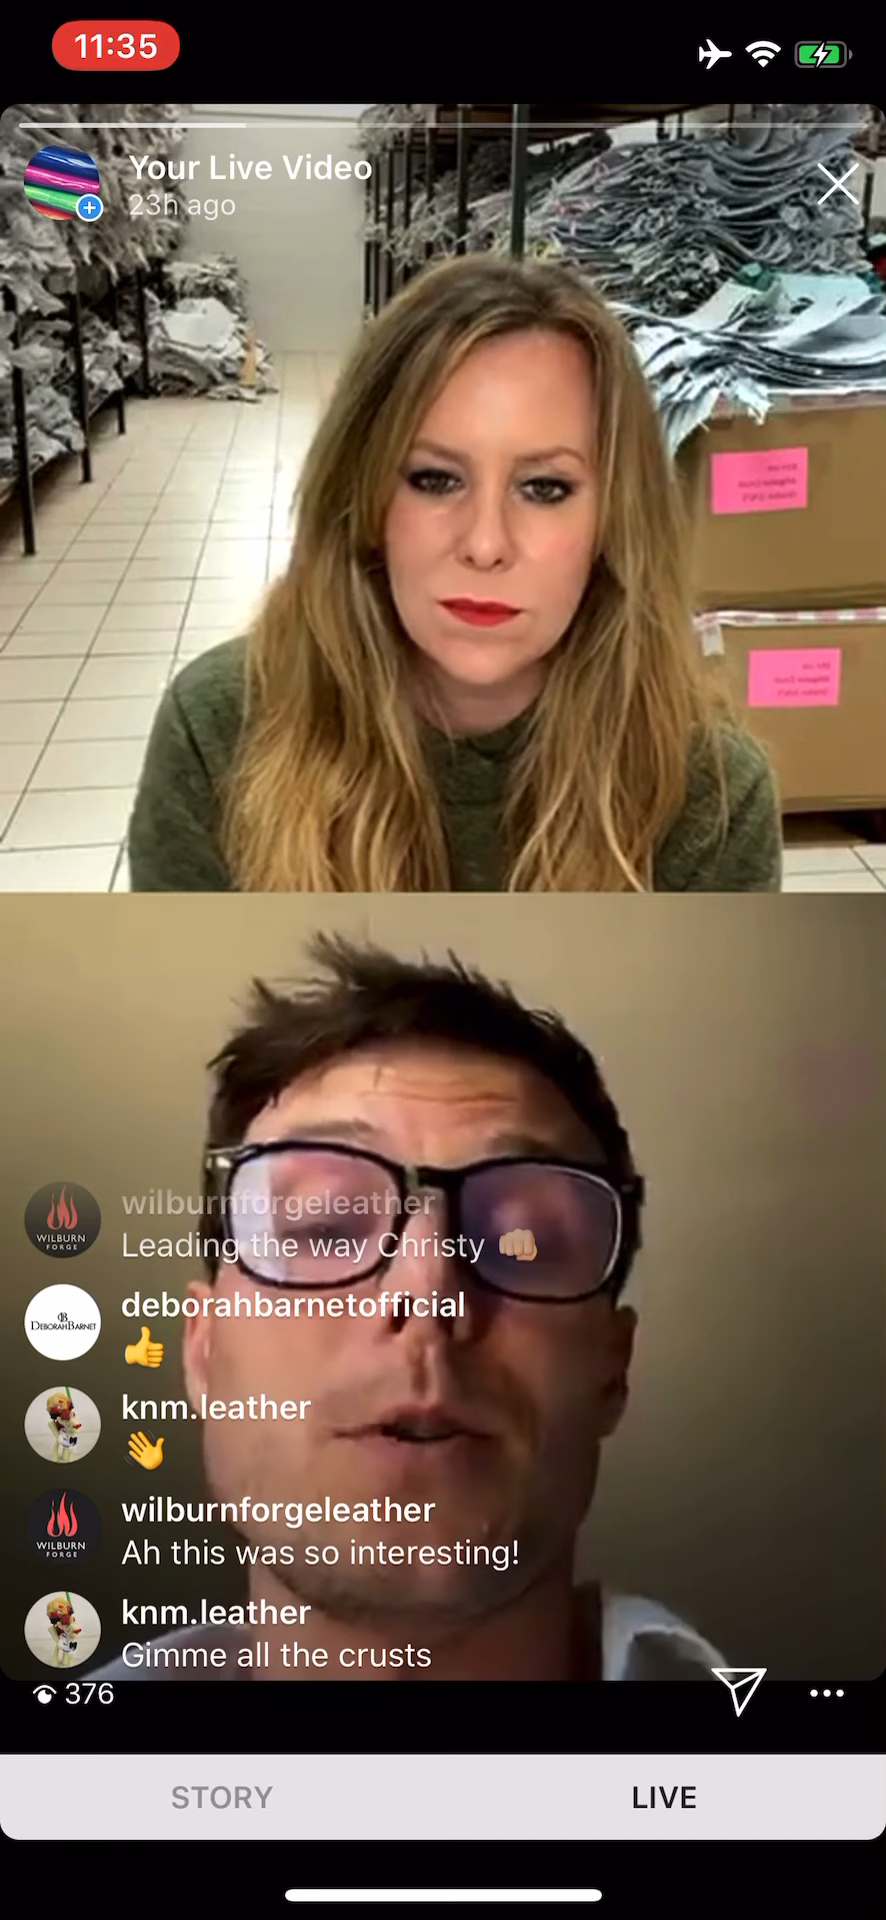 11:35
Your Live Video
23h ago
wilburnforgeleather
Leading the way Christy 👊🏼
WILBURN
FORGE
deborahbarnetofficial
DEBORAHBARNET
👍
knm.leather
👋
wilburnforgeleather
Ah this was so interesting!
WILBURN
FORGE
knm.leather
Gimme all the crusts
376
STORY
LIVE